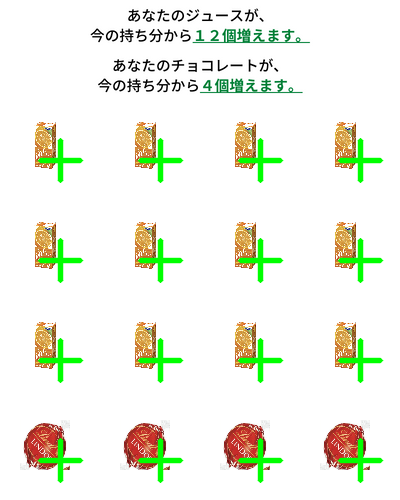 あなたのジュースが、
今の持ち分から１２個増えます。
あなたのチョコレートが、
今の持ち分から４個増えます。